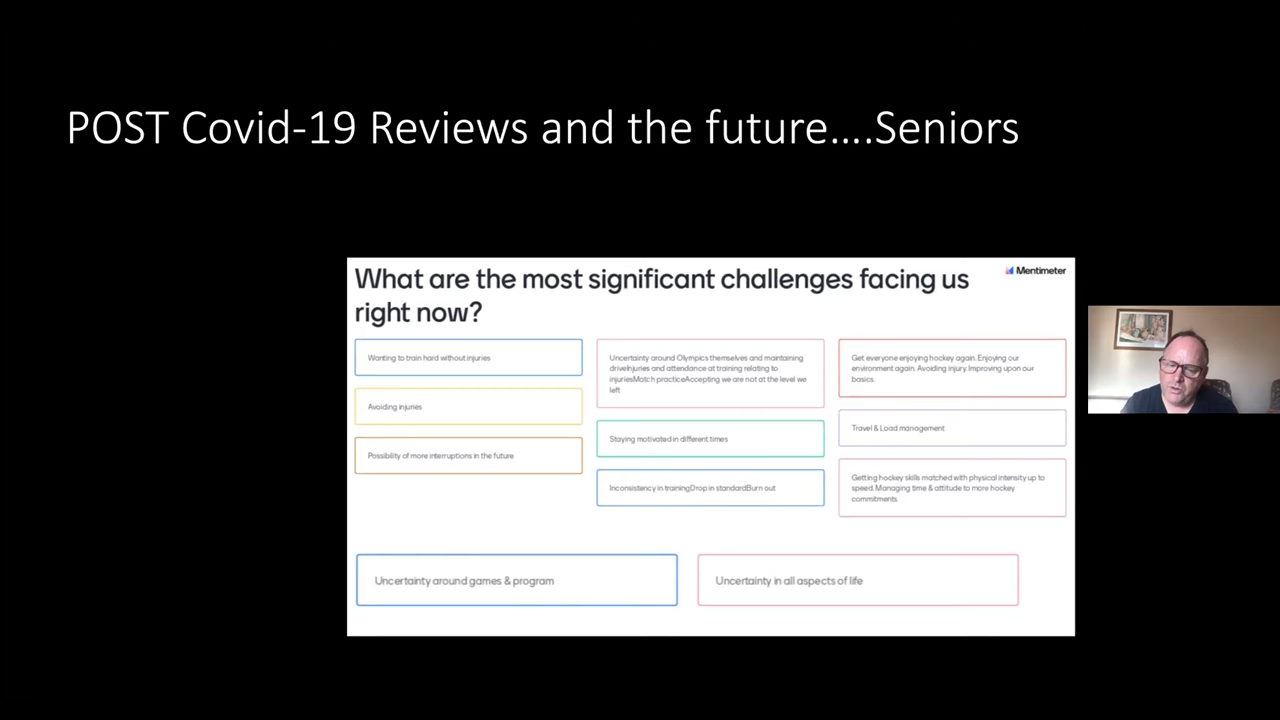 POST Covid-19 Reviews and the future....Seniors
What are the most significant challenges facing us
right now?
Mentimeter
Wanting to train hard without injuries
Avoiding injuries
Possibility of more interruptions in the future
Uncertainty around Olympics themselves and maintaining
driveInjuries and attendance at training relating to
injuriesMatch practiceAccepting we are not at the level we
left
Staying motivated in different times
Inconsistency in trainingDrop in standardBurn out
Get everyone enjoying hockey again. Enjoying our
environment again. Avoiding injury. Improving upon our
basics.
Travel & Load management
Getting hockey skills matched with physical intensity up to
speed. Managing time & attitude to more hockey
commitments.
Uncertainty around games & program
Uncertainty in all aspects of life